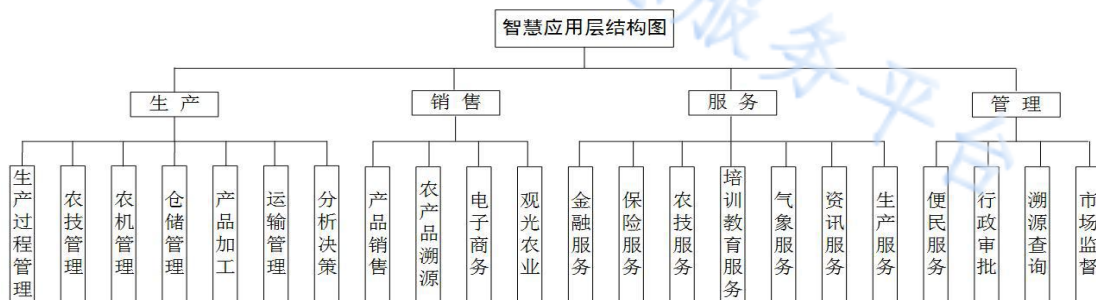 智慧应用层结构图
生产
销售
服务
管理
生产过程管理
农技管理
农机管理
仓储管理
产品加工
运输管理
分析决策
产品销售
农产品溯源
电子商务
观光农业
金融服务
保险服务
农技服务
培训教育服务
气象服务
资讯服务
生产服务
便民服务
行政审批
溯源查询
市场监督
服务平台